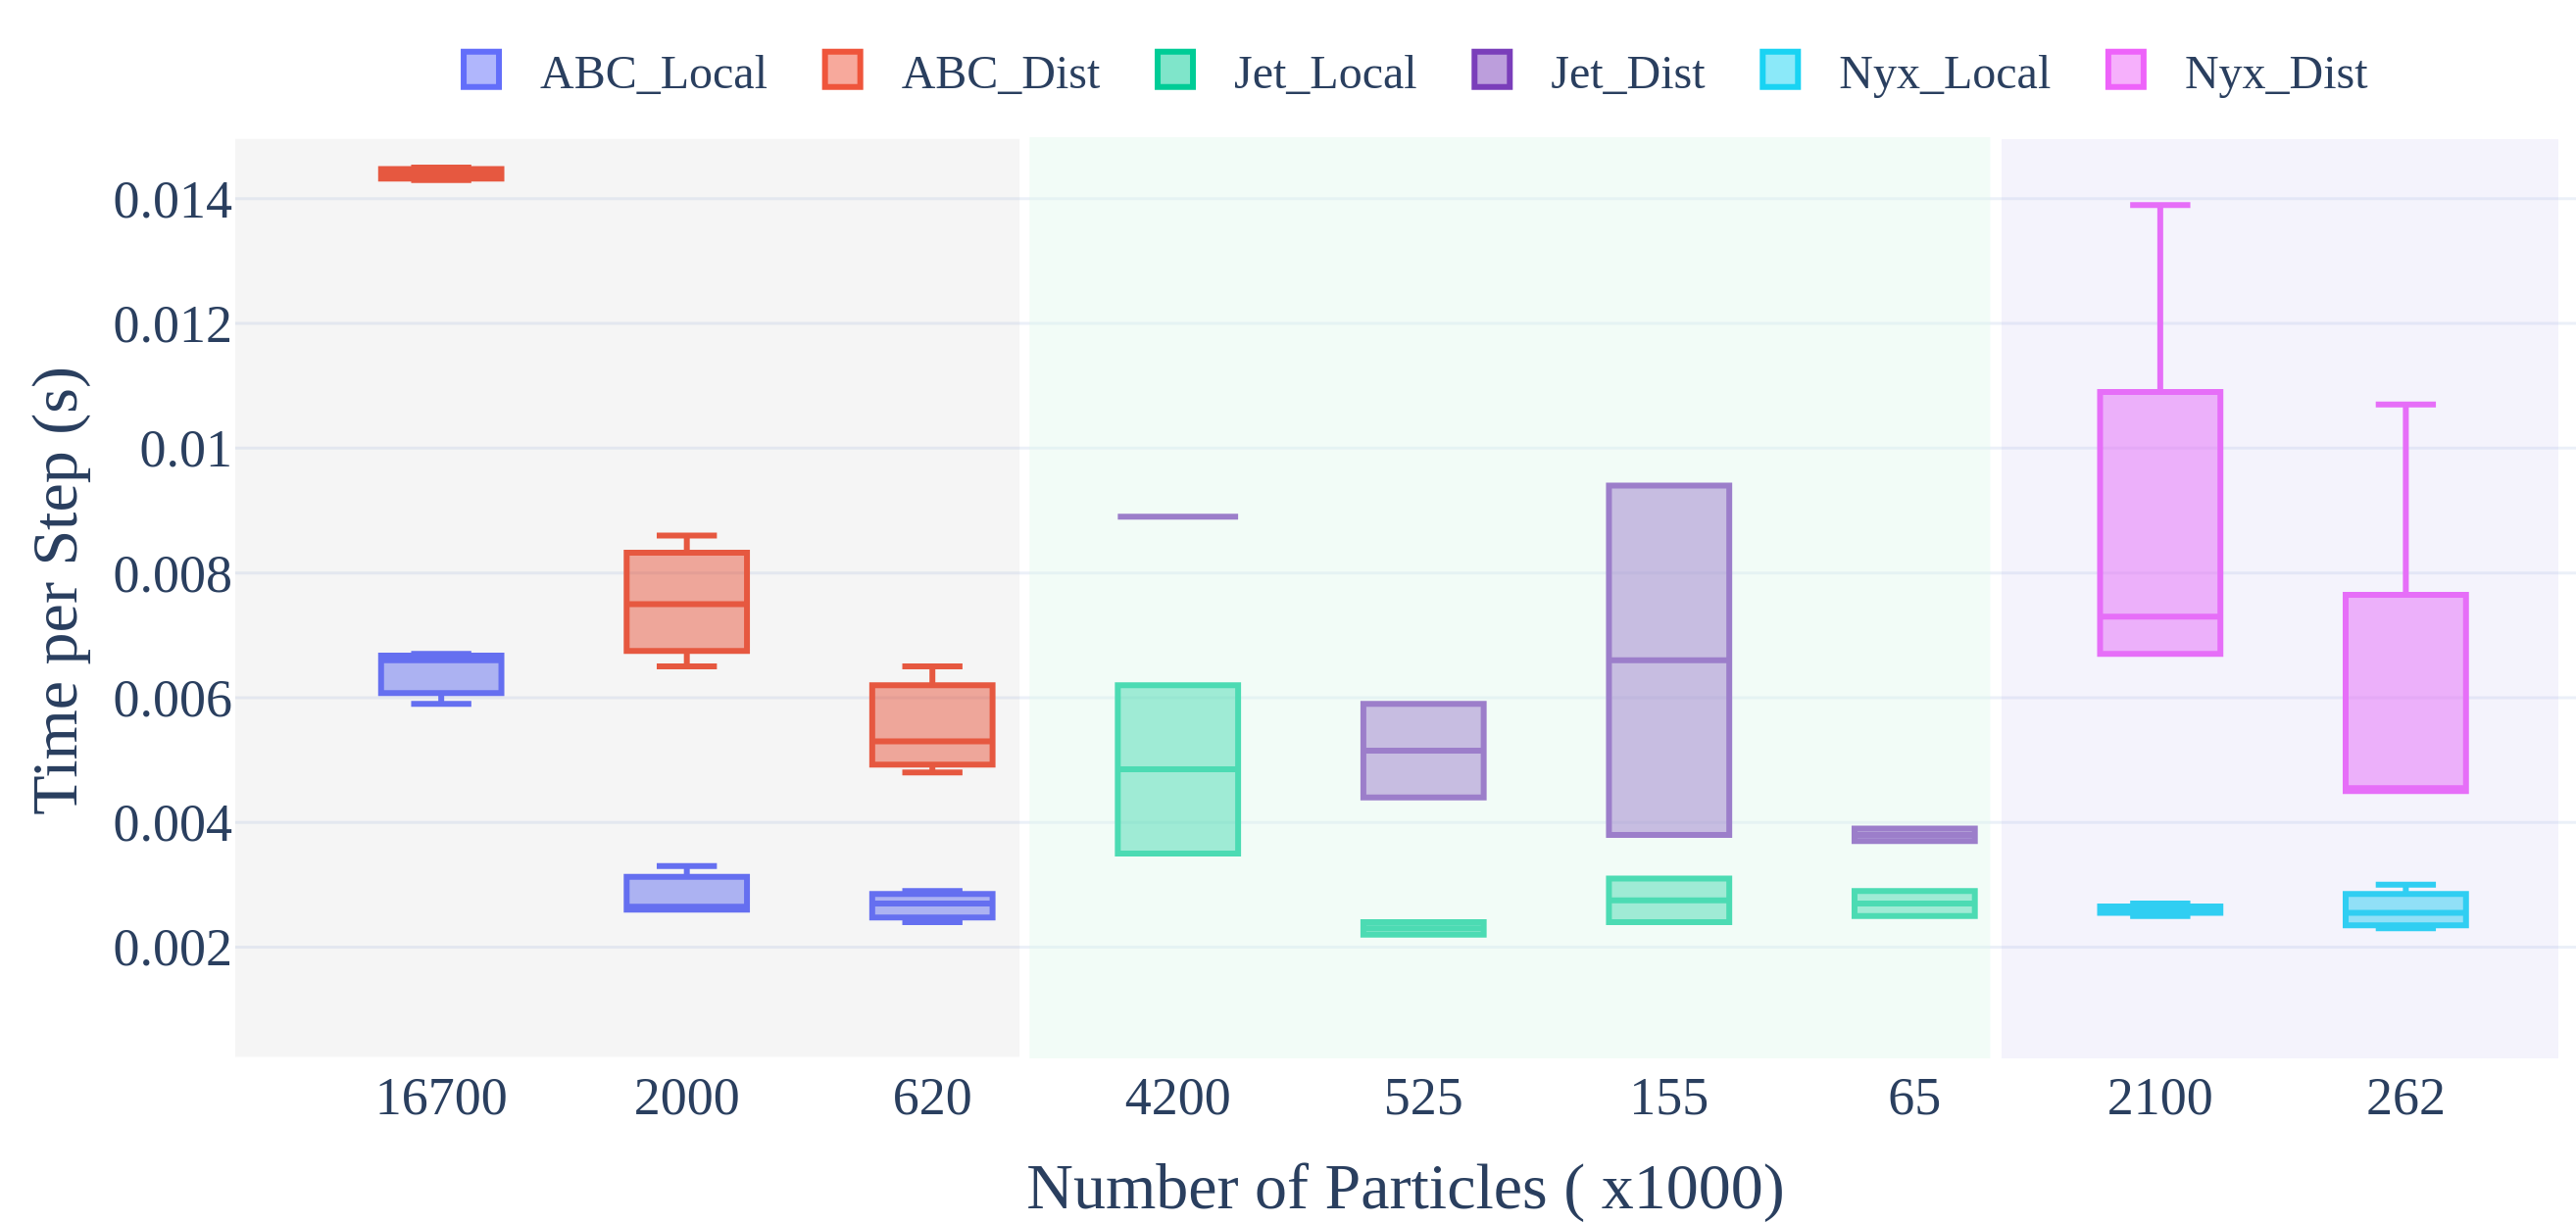 ABC_Local ABC_Dist Jet_Local Jet_Dist Nyx_Local Nyx_Dist
Time per Step (s)
0.014
0.012
0.01
0.008
0.006
0.004
0.002
16700 2000 620 4200 525 155 65 2100 262
Number of Particles ( x1000)